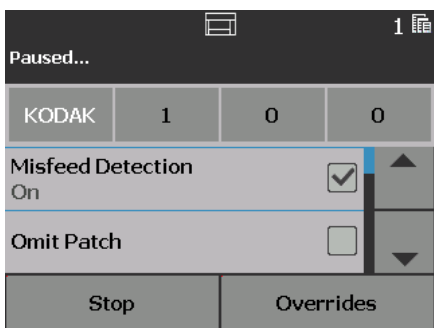 1
Paused...
KODAK 1 0 0
Misfeed Detection
On
Omit Patch
Stop Overrides